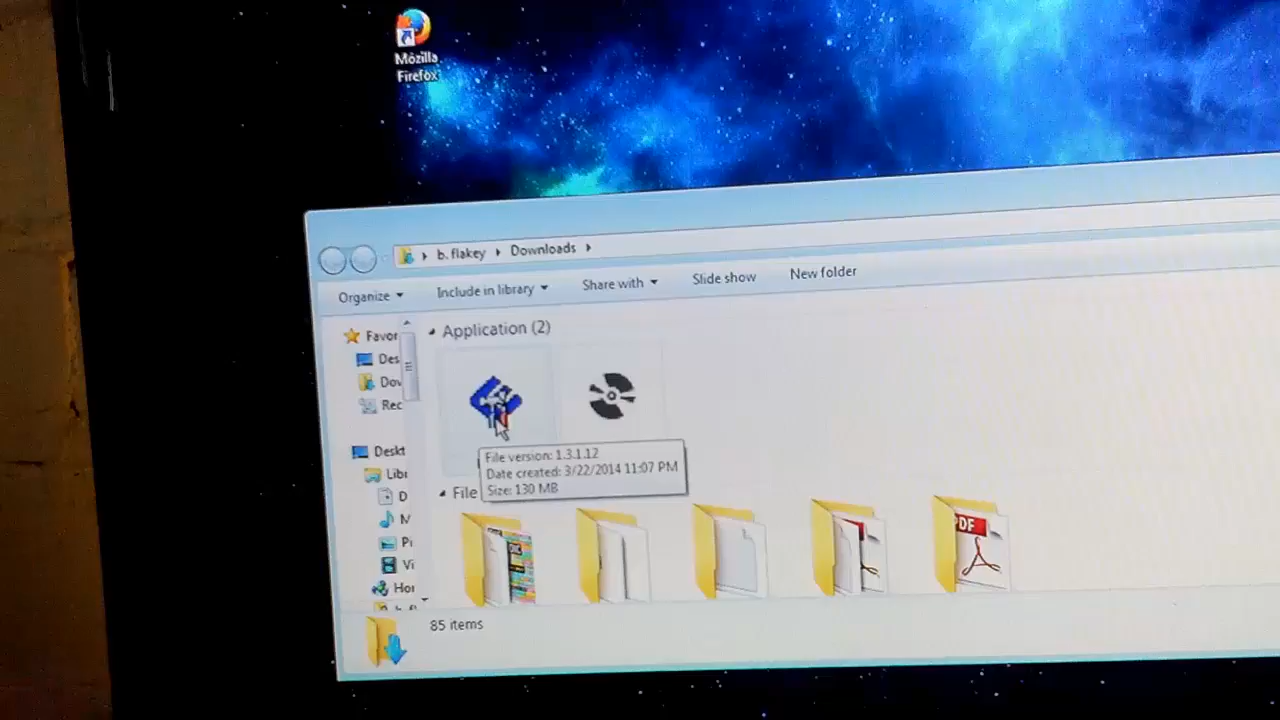 Mozilla
Firefox
b. flakey Downloads
Organize Include in library Share with Slide show New folder
Favor
Des
Dov
Rec
Deskt
Libr
D
M
Pi
Vi
Hor
Application (2)
File version: 1.3.1.12
Date created: 3/22/2014 11:07 PM
Size: 130 MB
File
PDF
85 items